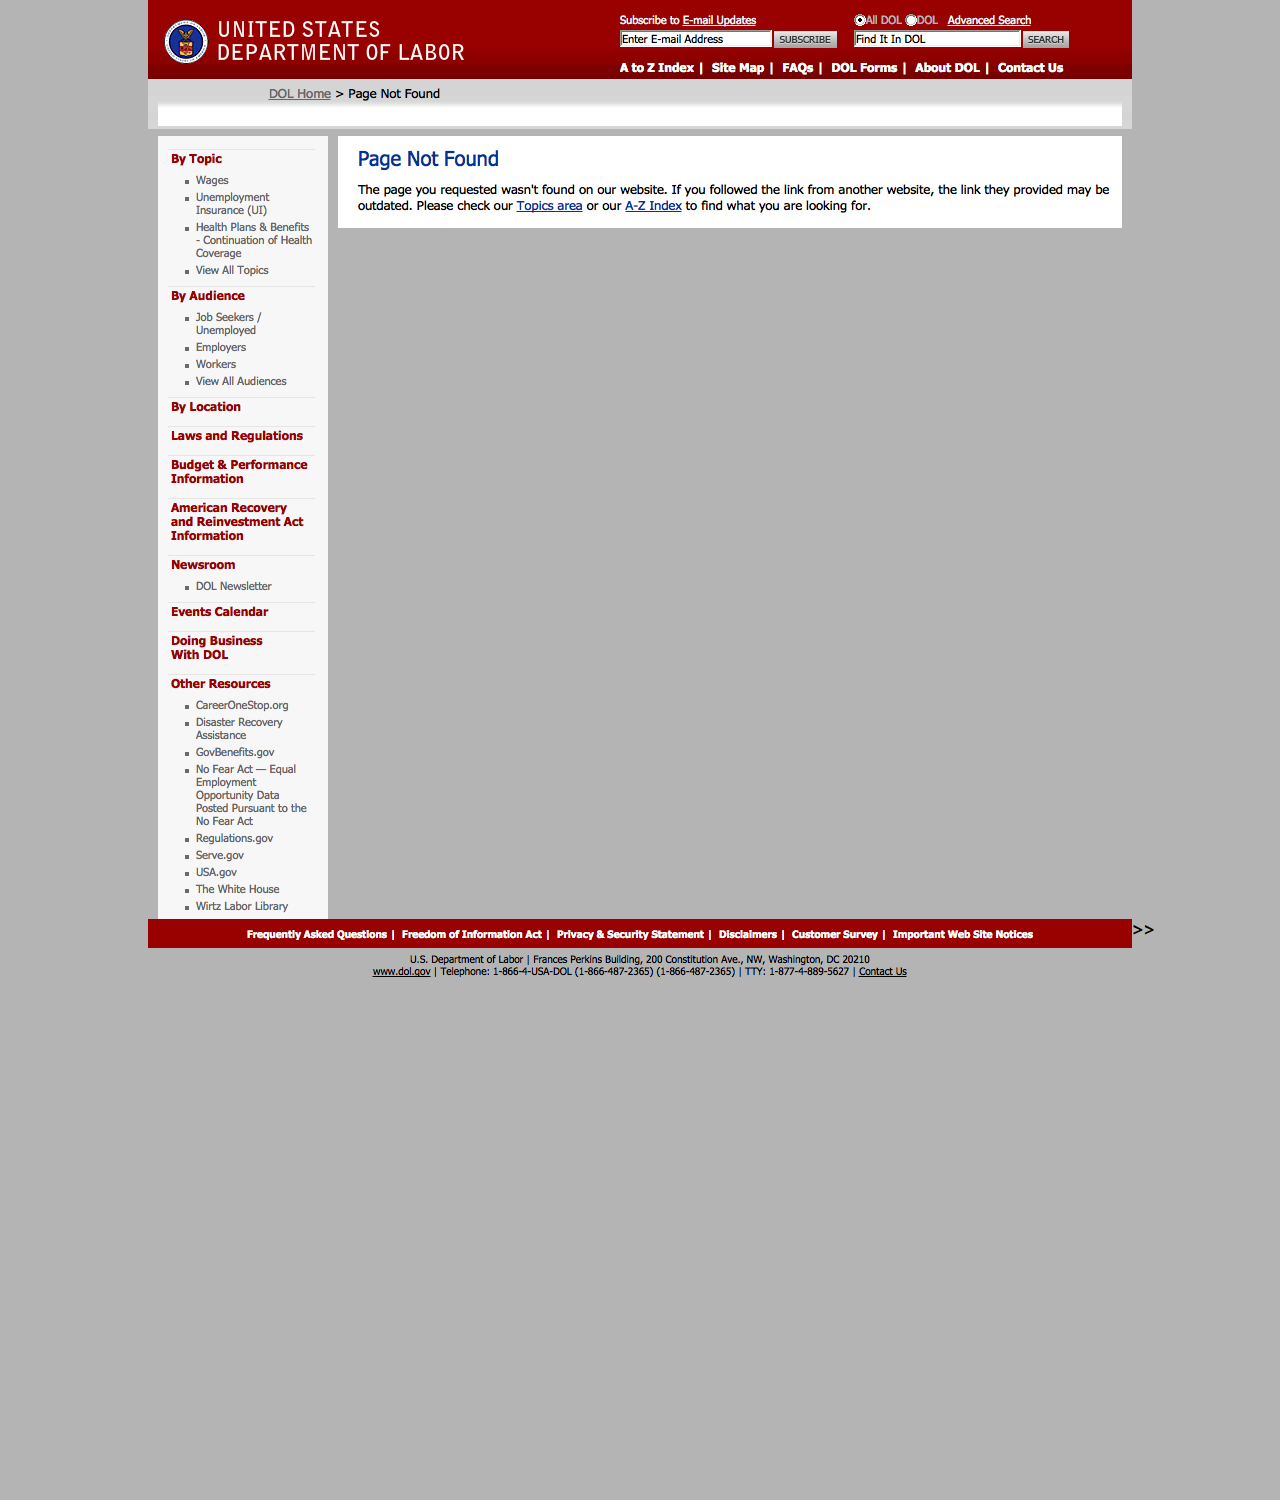 UNITED STATES
DEPARTMENT OF LABOR
Subscribe to E-mail Updates
Enter E-mail Address SUBSCRIBE
All DOL DOL Advanced Search
Find It In DOL SEARCH
A to Z Index | Site Map | FAQs | DOL Forms | About DOL | Contact Us
DOL Home > Page Not Found
By Topic
Wages
Unemployment
Insurance (UI)
Health Plans & Benefits
- Continuation of Health
Coverage
View All Topics
By Audience
Job Seekers /
Unemployed
Employers
Workers
View All Audiences
By Location
Laws and Regulations
Budget & Performance
Information
American Recovery
and Reinvestment Act
Information
Newsroom
DOL Newsletter
Events Calendar
Doing Business
With DOL
Other Resources
CareerOneStop.org
Disaster Recovery
Assistance
GovBenefits.gov
No Fear Act — Equal
Employment
Opportunity Data
Posted Pursuant to the
No Fear Act
Regulations.gov
Serve.gov
USA.gov
The White House
Wirtz Labor Library
Page Not Found
The page you requested wasn't found on our website. If you followed the link from another website, the link they provided may be
outdated. Please check our Topics area or our A-Z Index to find what you are looking for.
Frequently Asked Questions | Freedom of Information Act | Privacy & Security Statement | Disclaimers | Customer Survey | Important Web Site Notices
>>
U.S. Department of Labor | Frances Perkins Building, 200 Constitution Ave., NW, Washington, DC 20210
www.dol.gov | Telephone: 1-866-4-USA-DOL (1-866-487-2365) (1-866-487-2365) | TTY: 1-877-4-889-5627 | Contact Us